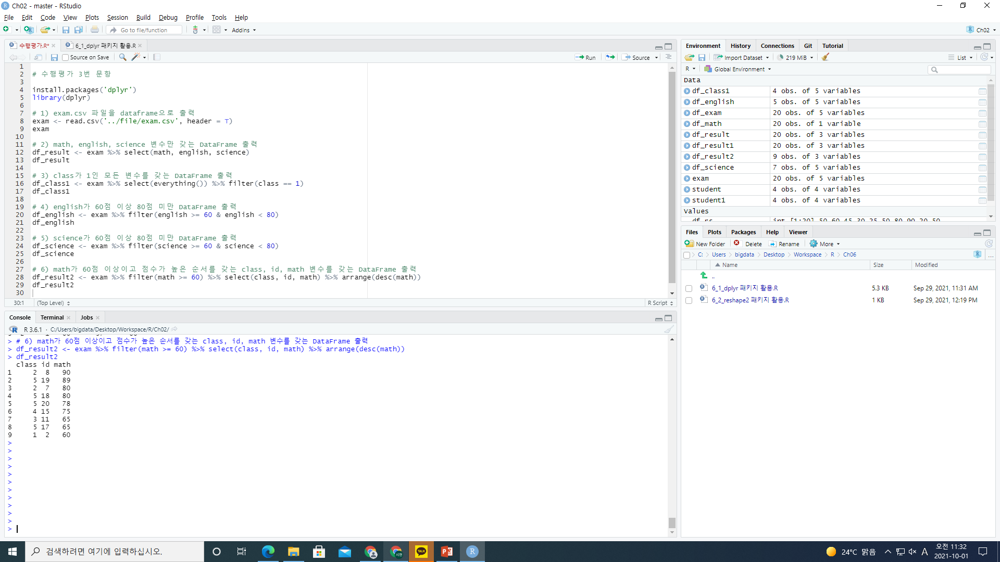 Ch02 - master - RStudio
File Edit Code View Plots Session Build Debug Profile Tools Help
Go to file/function Addins Ch02
수행평가.R* 6_1_dplyr 패키지 활용.R
Source on Save Run Source
1
2 # 수행평가 3번 문항
3
4 install.packages('dplyr')
5 library(dplyr)
6
7 # 1) exam.csv 파일을 dataframe으로 출력
8 exam <- read.csv('../file/exam.csv', header = T)
9 exam
10
11 # 2) math, english, science 변수만 갖는 DataFrame 출력
12 df_result <- exam %>% select(math, english, science)
13 df_result
14
15 # 3) class가 1인 모든 변수를 갖는 DataFrame 출력
16 df_class1 <- exam %>% select(everything()) %>% filter(class == 1)
17 df_class1
18
19 # 4) english가 60점 이상 80점 미만 DataFrame 출력
20 df_english <- exam %>% filter(english >= 60 & english < 80)
21 df_english
22
23 # 5) science가 60점 이상 80점 미만 DataFrame 출력
24 df_science <- exam %>% filter(science >= 60 & science < 80)
25 df_science
26
27 # 6) math가 60점 이상이고 점수가 높은 순서를 갖는 class, id, math 변수를 갖는 DataFrame 출력
28 df_result2 <- exam %>% filter(math >= 60) %>% select(class, id, math) %>% arrange(desc(math))
29 df_result2
30
30:1 (Top Level) R Script
Console Terminal Jobs
R 3.6.1 · C:/Users/bigdata/Desktop/Workspace/R/Ch02/
> # 6) math가 60점 이상이고 점수가 높은 순서를 갖는 class, id, math 변수를 갖는 DataFrame 출력
> df_result2 <- exam %>% filter(math >= 60) %>% select(class, id, math) %>% arrange(desc(math))
> df_result2
class id math
1 2 8 90
2 5 19 89
3 2 7 80
4 5 18 80
5 5 20 78
6 4 15 75
7 3 11 65
8 5 17 65
9 1 2 60
>
>
>
>
>
>
>
>
>
>
>
>
Environment History Connections Git Tutorial
Import Dataset 219 MiB List
R Global Environment
Data
df_class1 4 obs. of 5 variables
df_english 5 obs. of 5 variables
df_exam 20 obs. of 5 variables
df_math 20 obs. of 1 variable
df_result 20 obs. of 3 variables
df_result1 20 obs. of 3 variables
df_result2 9 obs. of 3 variables
df_science 7 obs. of 5 variables
exam 20 obs. of 5 variables
student 4 obs. of 4 variables
student1 4 obs. of 4 variables
Values
df_rs int [1:20] 50 60 45 30 25 50 80 90 20 50
Files Plots Packages Help Viewer
New Folder Delete Rename More
C: Users bigdata Desktop Workspace R Ch06 ...
Name Size Modified
..
6_1_dplyr 패키지 활용.R 5.3 KB Sep 29, 2021, 11:31 AM
6_2_reshape2 패키지 활용.R 1 KB Sep 29, 2021, 12:19 PM
검색하려면 여기에 입력하십시오. TALK 시현 24°C 맑음 A 오전 11:32
2021-10-01